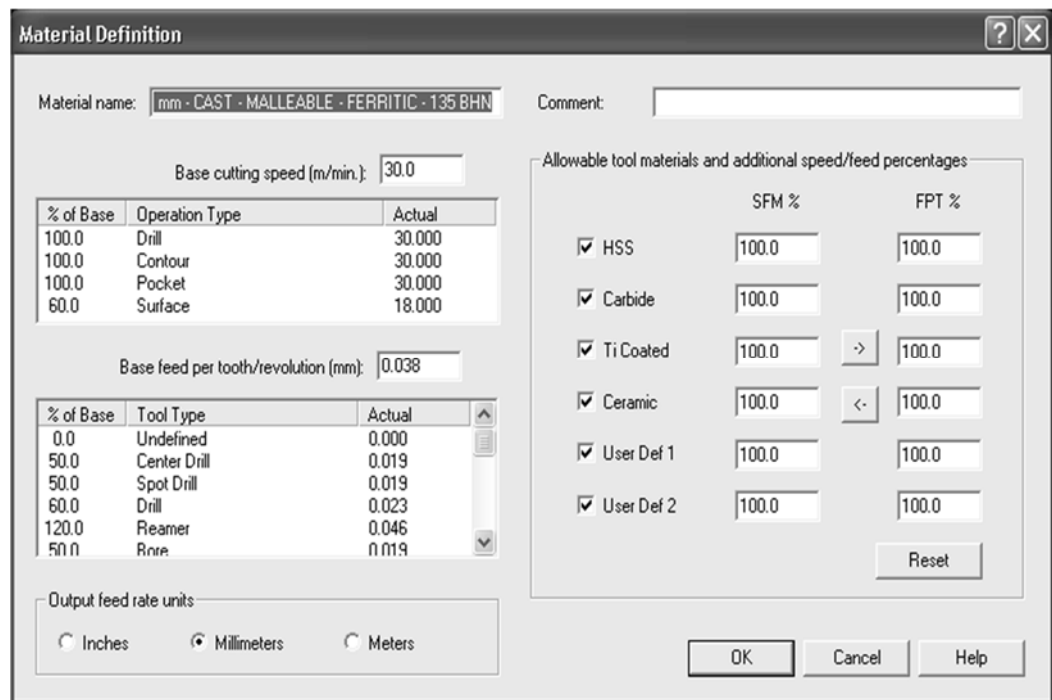 Material Definition
Material name: mm - CAST - MALLEABLE - FERRITIC - 135 BHN
Comment:
Base cutting speed (m/min.): 30.0
% of Base Operation Type Actual
100.0 Drill 30.000
100.0 Contour 30.000
100.0 Pocket 30.000
60.0 Surface 18.000
Base feed per tooth/revolution (mm): 0.038
% of Base Tool Type Actual
0.0 Undefined 0.000
50.0 Center Drill 0.019
50.0 Spot Drill 0.019
60.0 Drill 0.023
120.0 Reamer 0.046
50.0 Bore 0.019
Output feed rate units
Inches Millimeters Meters
Allowable tool materials and additional speed/feed percentages
SFM % FPT %
HSS 100.0 100.0
Carbide 100.0 100.0
Ti Coated 100.0 -> 100.0
Ceramic 100.0 <- 100.0
User Def 1 100.0 100.0
User Def 2 100.0 100.0
Reset
OK Cancel Help